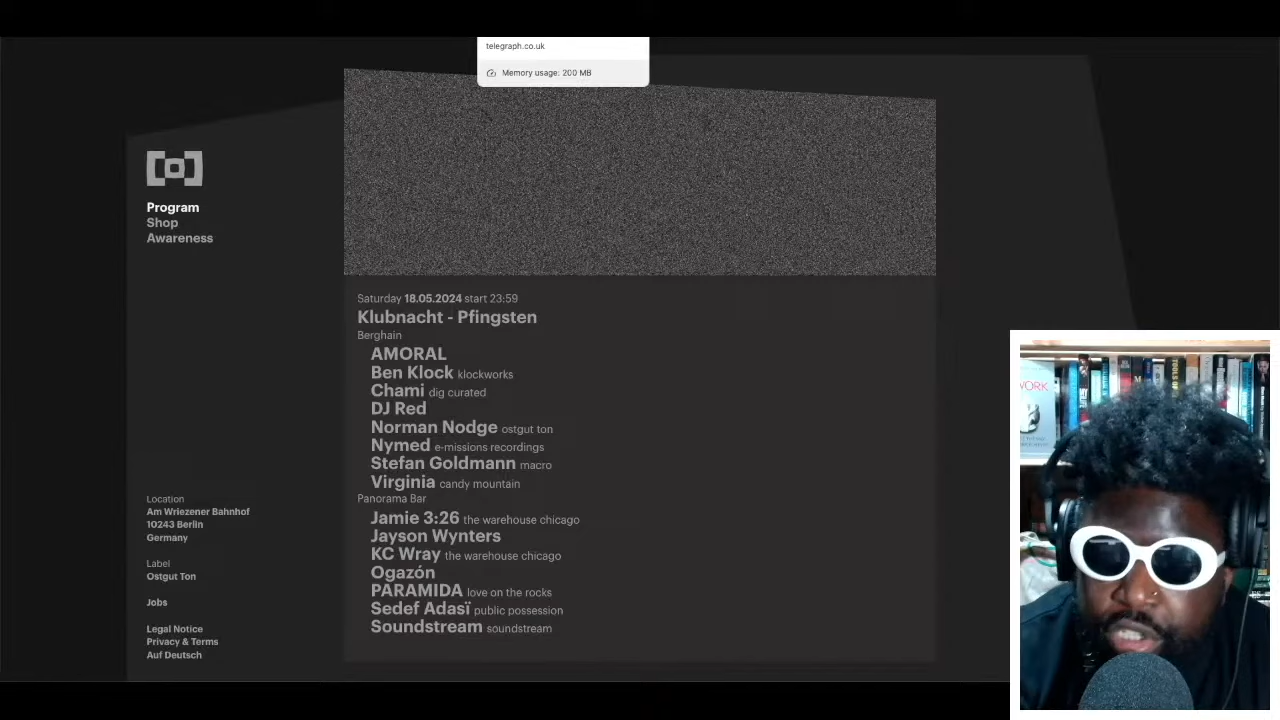 telegraph.co.uk
Memory usage: 200 MB
Program
Shop
Awareness
Saturday 18.05.2024 start 23:59
Klubnacht - Pfingsten
Berghain
AMORAL
Ben Klock klockworks
Chami dig curated
DJ Red
Norman Nodge ostgut ton
Nymed e-missions recordings
Stefan Goldmann macro
Virginia candy mountain
Panorama Bar
Jamie 3:26 the warehouse chicago
Jayson Wynters
KC Wray the warehouse chicago
Ogazón
PARAMIDA love on the rocks
Sedef Adasï public possession
Soundstream soundstream
Location
Am Wriezener Bahnhof
10243 Berlin
Germany
Label
Ostgut Ton
Jobs
Legal Notice
Privacy & Terms
Auf Deutsch
WORK